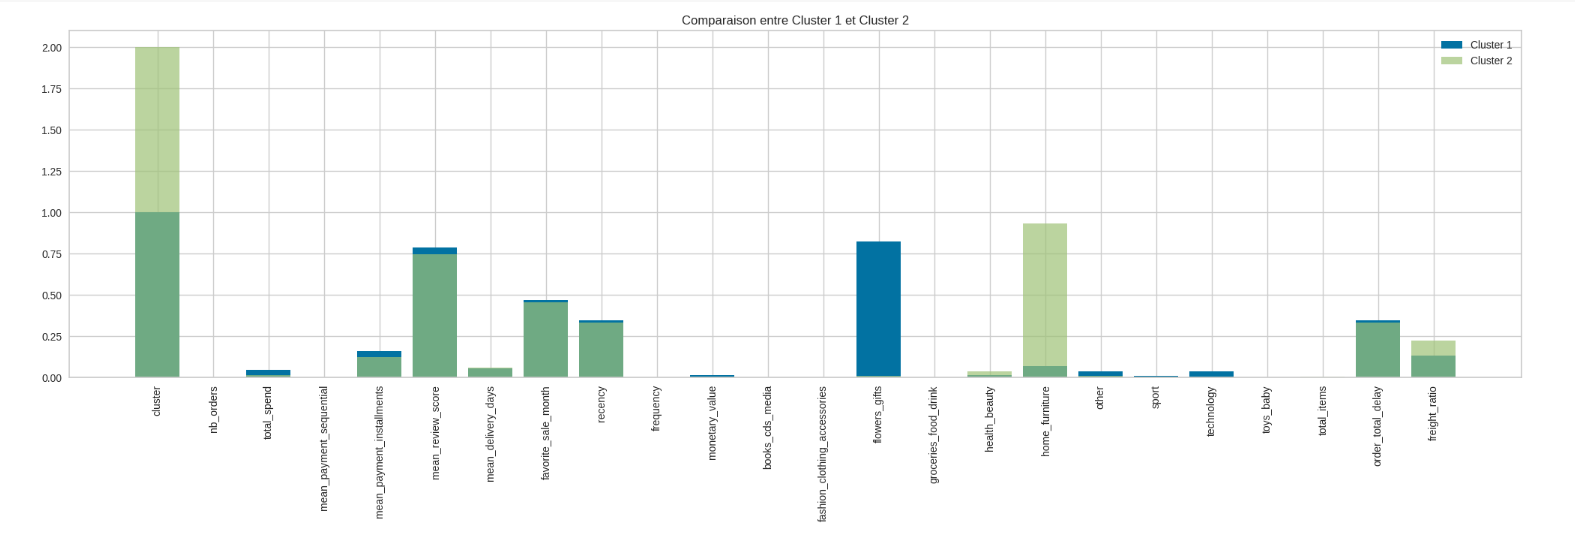 Comparaison entre Cluster 1 et Cluster 2
Cluster 1
Cluster 2
2.00
1.75
1.50
1.25
1.00
0.75
0.50
0.25
0.00
cluster
nb_orders
total_spend
mean_payment_sequential
mean_payment_installments
mean_review_score
mean_delivery_days
favorite_sale_month
recency
frequency
monetary_value
books_cds_media
fashion_clothing_accessories
flowers_gifts
groceries_food_drink
health_beauty
home_furniture
other
sport
technology
toys_baby
total_items
order_total_delay
freight_ratio